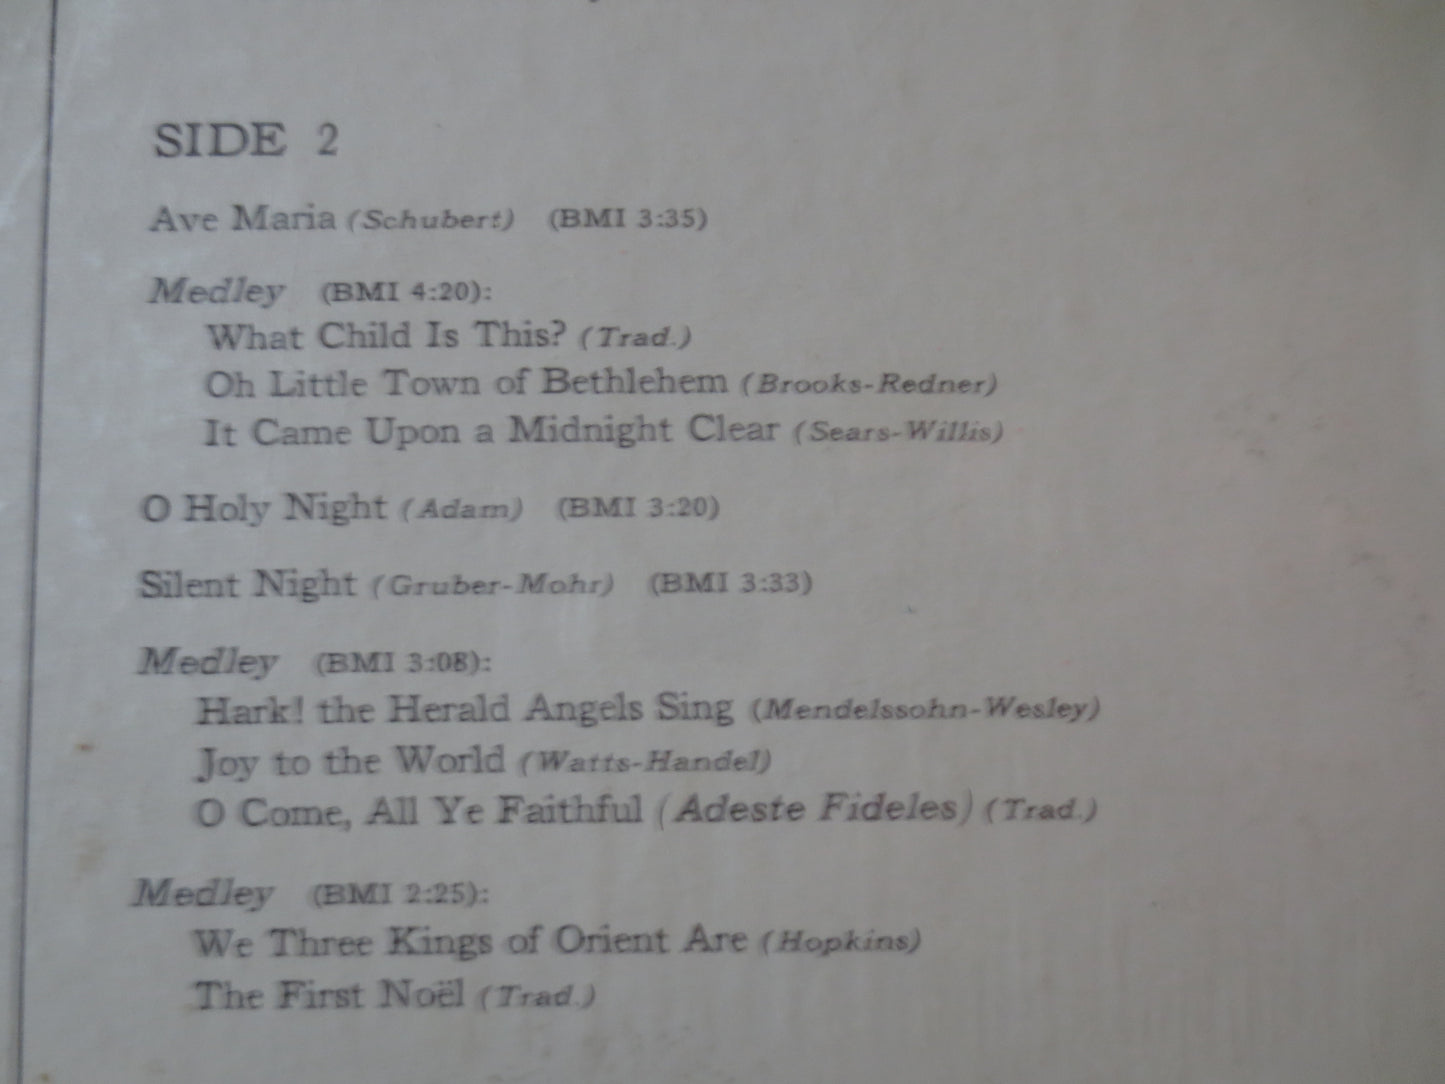 SIDE 2
Ave Maria (Schubert) (BMI 3:35)
Medley (BMI 4:20):
What Child Is This? (Trad.)
Oh Little Town of Bethlehem (Brooks-Redner)
It Came Upon a Midnight Clear (Sears-Willis)
O Holy Night (Adam) (BMI 3:20)
Silent Night (Gruber-Mohr) (BMI 3:33)
Medley (BMI 3:08):
Hark! the Herald Angels Sing (Mendelssohn-Wesley)
Joy to the World (Watts-Handel)
O Come, All Ye Faithful (Adeste Fideles) (Trad.)
Medley (BMI 2:25):
We Three Kings of Orient Are (Hopkins)
The First Noël (Trad.)